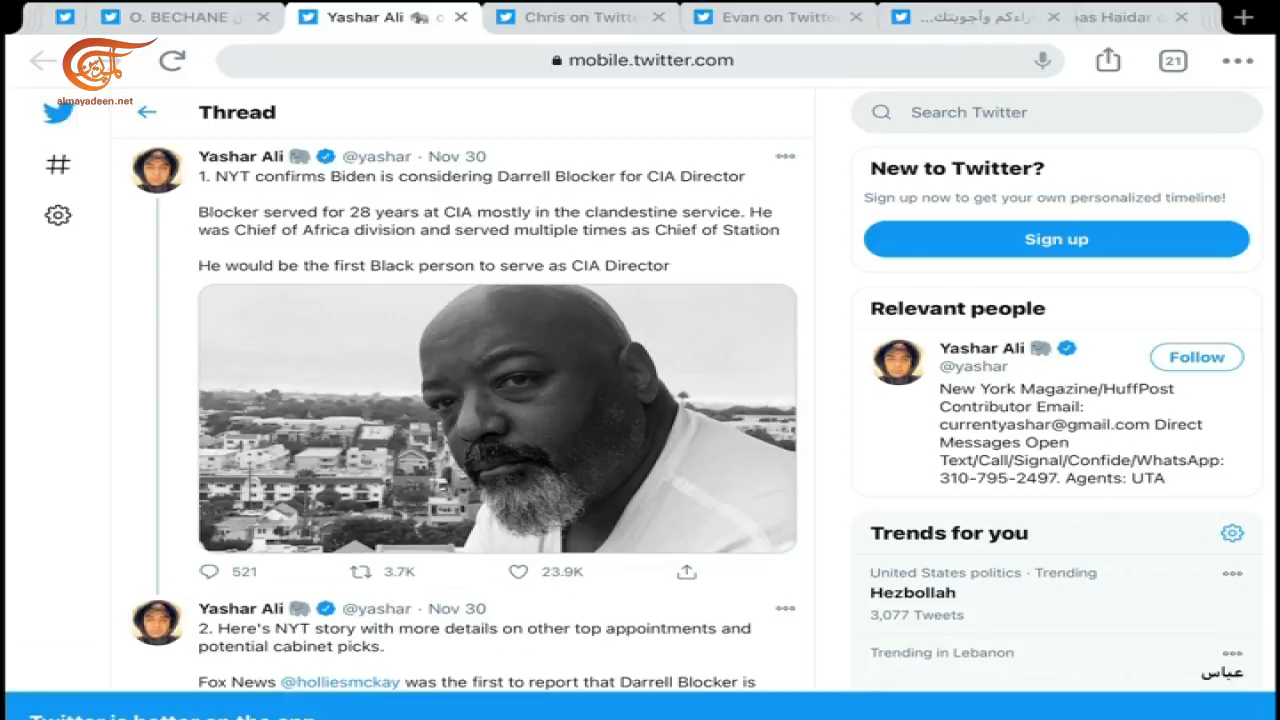 O. BECHANE
Yashar Ali
Chris on Twitte
Evan on Twitte
...اراءكم وأجوبتك
as Haidar
الميادين
almayadeen.net
mobile.twitter.com
21
Thread
Search Twitter
Yashar Ali @yashar · Nov 30
1. NYT confirms Biden is considering Darrell Blocker for CIA Director
Blocker served for 28 years at CIA mostly in the clandestine service. He
was Chief of Africa division and served multiple times as Chief of Station
He would be the first Black person to serve as CIA Director
521
3.7K
23.9K
Yashar Ali @yashar · Nov 30
2. Here's NYT story with more details on other top appointments and
potential cabinet picks.
Fox News @holliesmckay was the first to report that Darrell Blocker is
New to Twitter?
Sign up now to get your own personalized timeline!
Sign up
Relevant people
Yashar Ali
@yashar
Follow
New York Magazine/HuffPost
Contributor Email:
currentyashar@gmail.com Direct
Messages Open
Text/Call/Signal/Confide/WhatsApp:
310-795-2497. Agents: UTA
Trends for you
United States politics · Trending
Hezbollah
3,077 Tweets
Trending in Lebanon
عباس
Twitter is better on the app